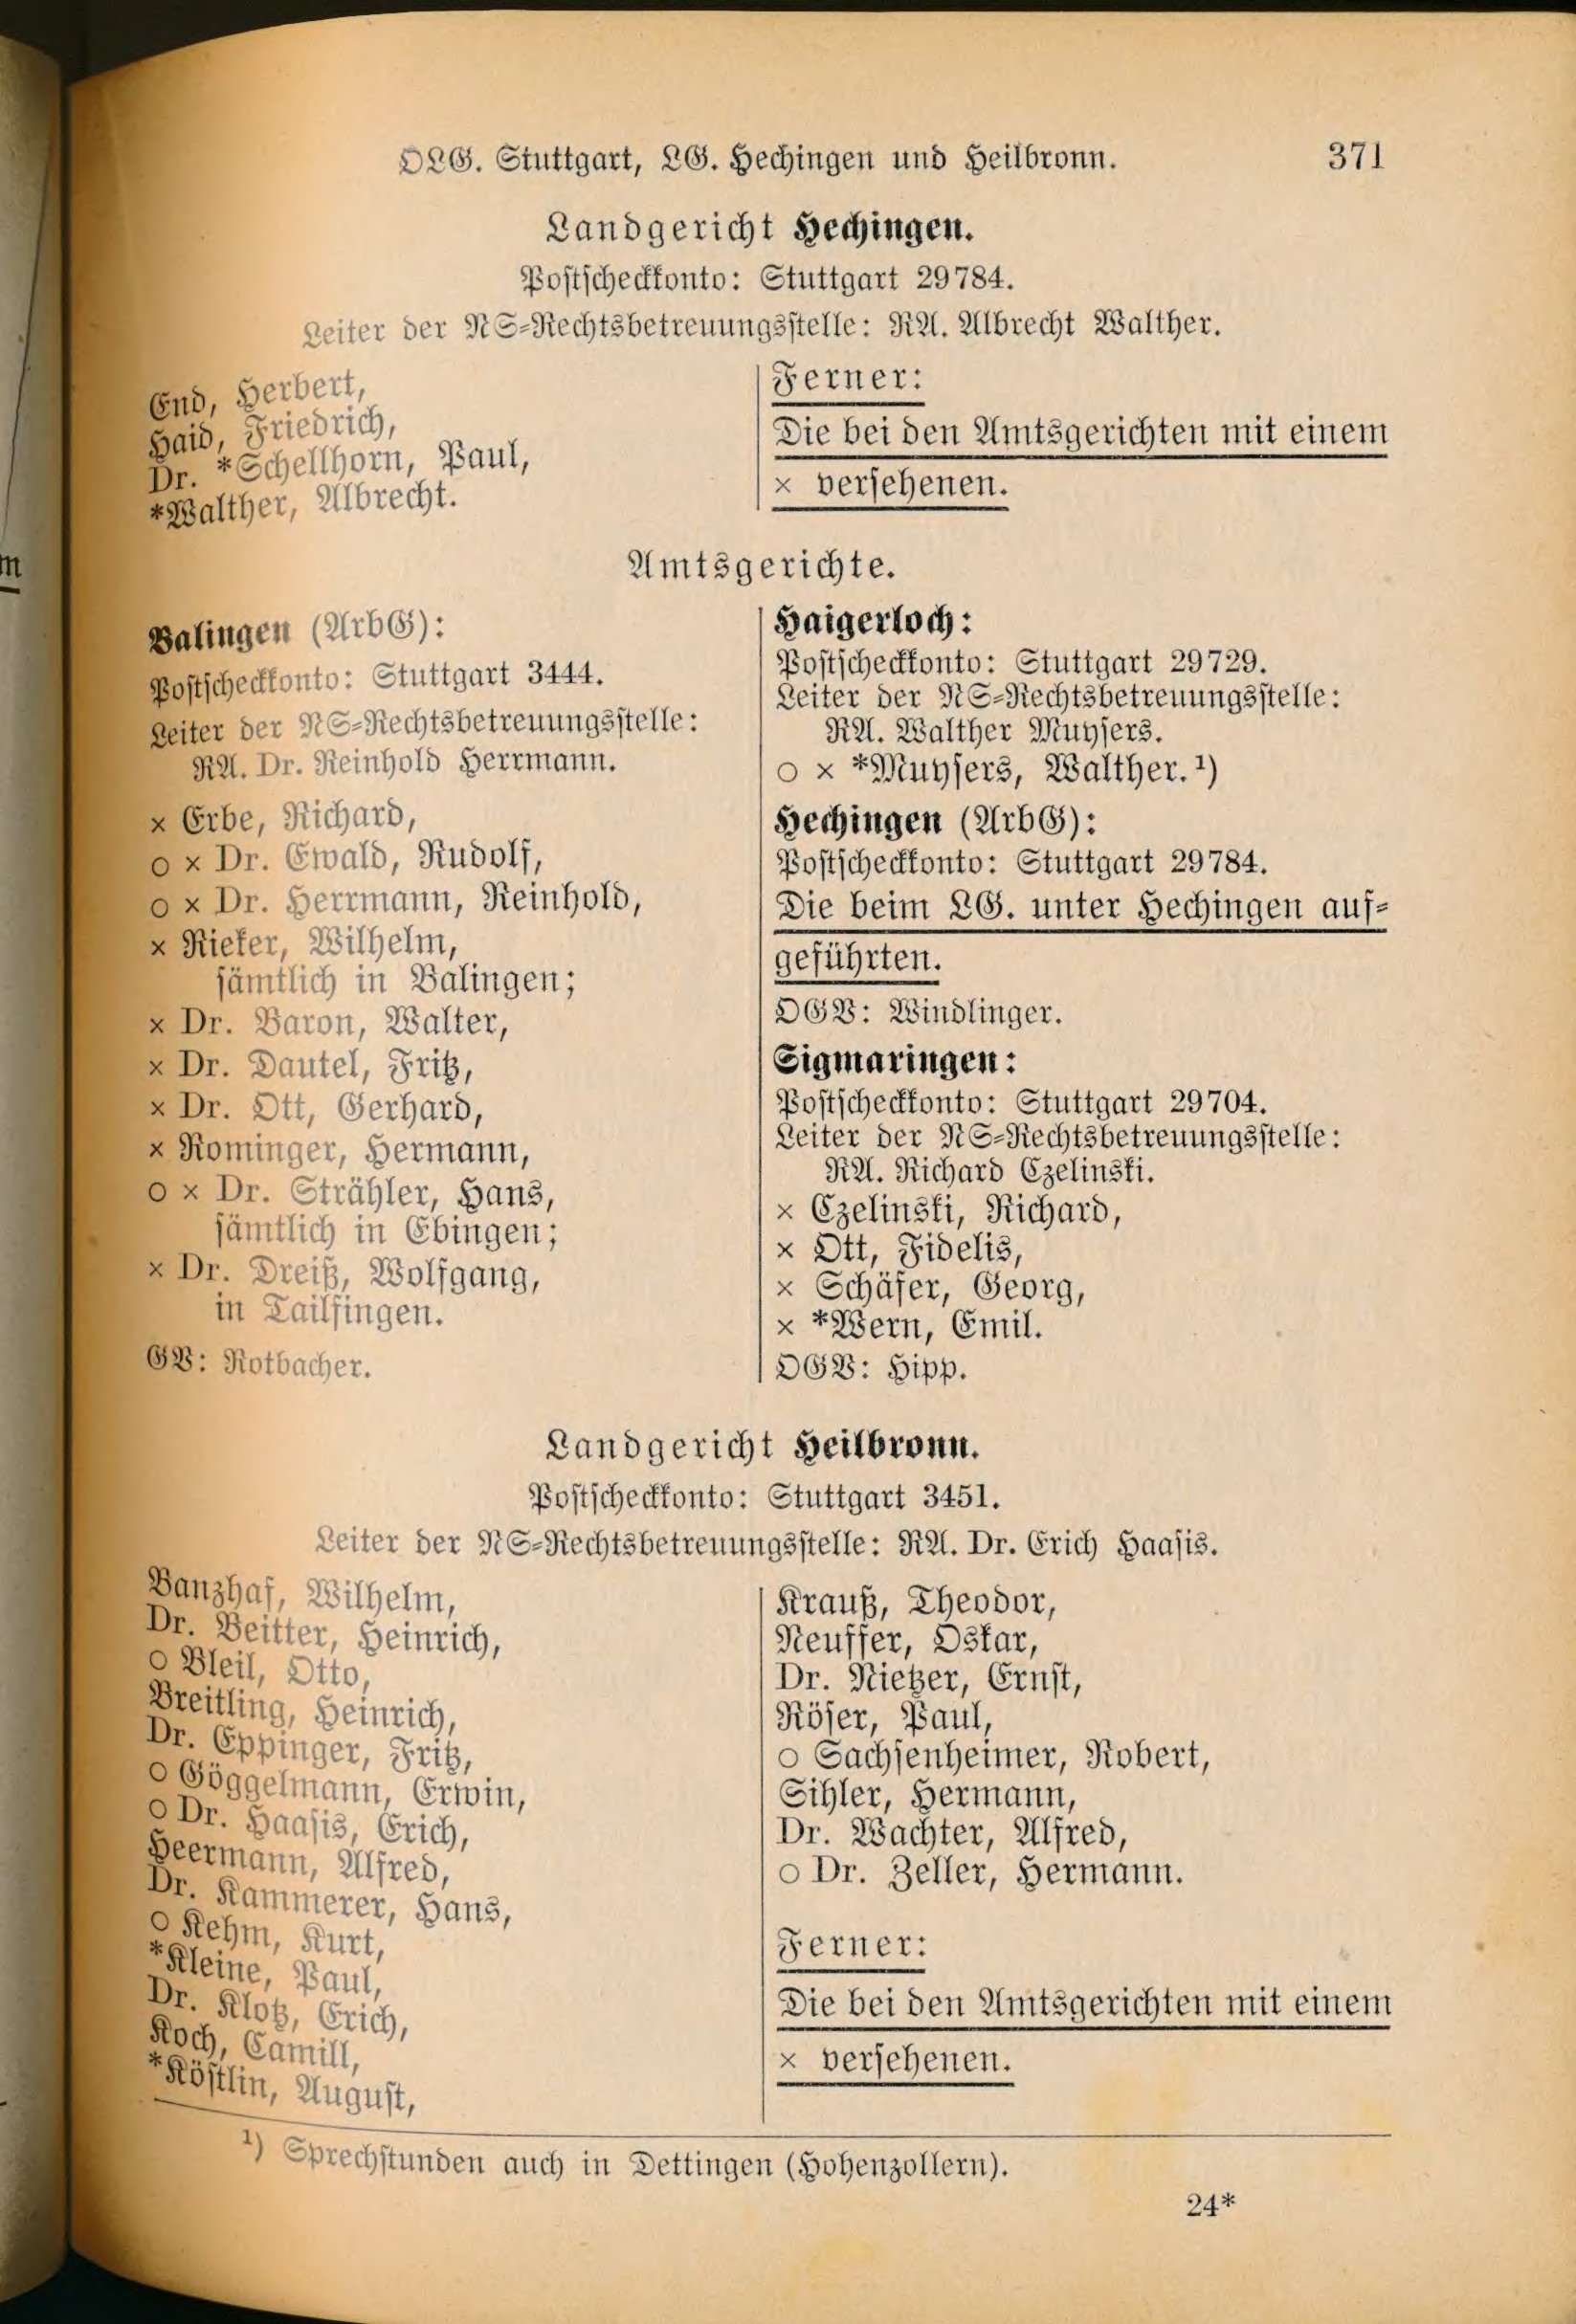 OLG. Stuttgart, LG. Hechingen und Heilbronn. 371
Landgericht Hechingen.
Postscheckkonto: Stuttgart 29784.
Leiter der NS-Rechtsbetreuungsstelle: RA. Albrecht Walther.
End, Herbert,
Haid, Friedrich,
Dr. *Schellhorn, Paul,
*Walther, Albrecht.
Ferner:
Die bei den Amtsgerichten mit einem
× versehenen.
Amtsgerichte.
Balingen (ArbG):
Postscheckkonto: Stuttgart 3444.
Leiter der NS-Rechtsbetreuungsstelle:
RA. Dr. Reinhold Herrmann.
× Erbe, Richard,
o × Dr. Ewald, Rudolf,
o × Dr. Herrmann, Reinhold,
× Rieker, Wilhelm,
sämtlich in Balingen;
× Dr. Baron, Walter,
× Dr. Dautel, Fritz,
× Dr. Ott, Gerhard,
× Rominger, Hermann,
o × Dr. Strähler, Hans,
sämtlich in Ebingen;
× Dr. Dreiß, Wolfgang,
in Tailfingen.
GV: Rotbacher.
Haigerloch:
Postscheckkonto: Stuttgart 29729.
Leiter der NS-Rechtsbetreuungsstelle:
RA. Walther Muysers.
o × *Muysers, Walther.¹)
Hechingen (ArbG):
Postscheckkonto: Stuttgart 29784.
Die beim LG. unter Hechingen auf-
geführten.
OGV: Windlinger.
Sigmaringen:
Postscheckkonto: Stuttgart 29704.
Leiter der NS-Rechtsbetreuungsstelle:
RA. Richard Czelinski.
× Czelinski, Richard,
× Ott, Fidelis,
× Schäfer, Georg,
× *Wern, Emil.
OGV: Hipp.
Landgericht Heilbronn.
Postscheckkonto: Stuttgart 3451.
Leiter der NS-Rechtsbetreuungsstelle: RA. Dr. Erich Haasis.
Banzhaf, Wilhelm,
Dr. Beitter, Heinrich,
o Bleil, Otto,
Breitling, Heinrich,
Dr. Eppinger, Fritz,
o Göggelmann, Erwin,
o Dr. Haasis, Erich,
Heermann, Alfred,
Dr. Kammerer, Hans,
o Kehm, Kurt,
*Kleine, Paul,
Dr. Klotz, Erich,
Koch, Camill,
*Köstlin, August,
Krauß, Theodor,
Neuffer, Oskar,
Dr. Nietzer, Ernst,
Röser, Paul,
o Sachsenheimer, Robert,
Sihler, Hermann,
Dr. Wachter, Alfred,
o Dr. Zeller, Hermann.
Ferner:
Die bei den Amtsgerichten mit einem
× versehenen.
¹) Sprechstunden auch in Dettingen (Hohenzollern).
24*